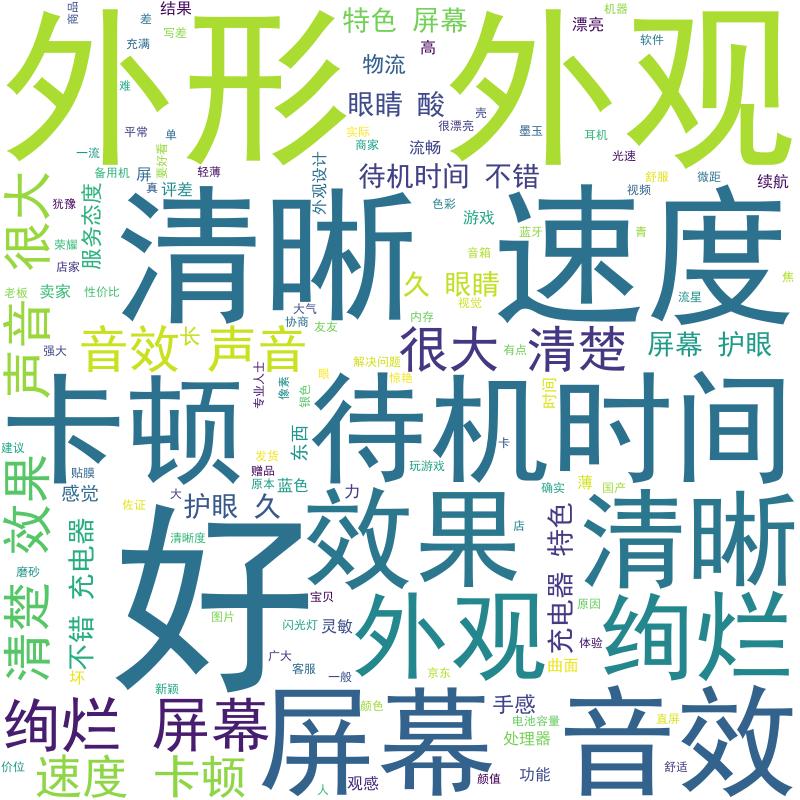 商品
差
结果
写差
充满
特色 屏幕
高
漂亮
机器
软件
外形
外观
物流
难
眼睛 酸
壳
很漂亮
墨玉
耳机
平常
单
实际
商家
流畅
光速
一流
要好看
备用机
屏
真
评差
轻薄
外观设计
待机时间 不错
舒服
视频
微距
续航
很大
犹豫
服务态度
清晰
速度
色彩
游戏
蓝牙
青
荣耀
店家
音箱
久 眼睛
焦
老板
卖家
性价比
视觉
流星
大气
协商
友友
内存
声音
音效
长
声音
很大 清楚
屏幕 护眼
强大
有点
解决问题
惊艳
专业人士
像素
银色
眼
时间
卡顿
待机时间
东西
卡
建议
发货
玩游戏
贴膜
赠品
原本
蓝色
感觉
效果
大
护眼 久
力
确实
薄
国产
佐证
好
效果
清晰
店
清晰度
不错 充电器
充电器 特色
磨砂
清楚
宝贝
图片
闪光灯
灵敏
外观
原因
绚烂
体验
广大
客服
一般
京东
曲面
坏
新颖
绚烂 屏幕
屏幕
颜色
手感
音效
电池容量
直屏
处理器
价位
速度 卡顿
人
观感
颜值
功能
舒适